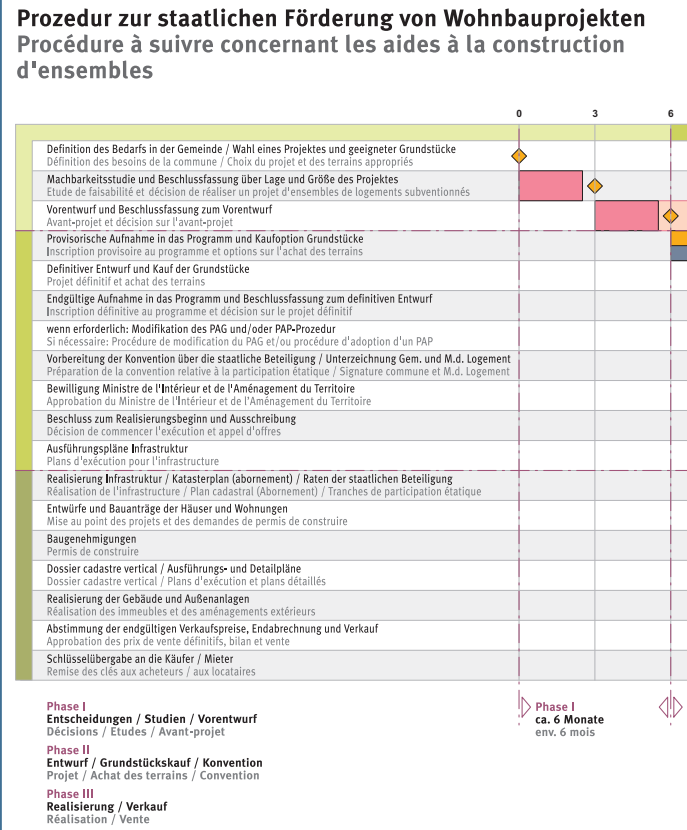 Prozedur zur staatlichen Förderung von Wohnbauprojekten
Procédure à suivre concernant les aides à la construction
d'ensembles
0 3 6
Definition des Bedarfs in der Gemeinde / Wahl eines Projektes und geeigneter Grundstücke
Définition des besoins de la commune / Choix du projet et des terrains appropriés
Machbarkeitsstudie und Beschlussfassung über Lage und Größe des Projektes
Etude de faisabilité et décision de réaliser un projet d'ensembles de logements subventionnés
Vorentwurf und Beschlussfassung zum Vorentwurf
Avant-projet et décision sur l'avant-projet
Provisorische Aufnahme in das Programm und Kaufoption Grundstücke
Inscription provisoire au programme et options sur l'achat des terrains
Definitiver Entwurf und Kauf der Grundstücke
Projet définitif et achat des terrains
Endgültige Aufnahme in das Programm und Beschlussfassung zum definitiven Entwurf
Inscription définitive au programme et décision sur le projet définitif
wenn erforderlich: Modifikation des PAG und/oder PAP-Prozedur
Si nécessaire: Procédure de modification du PAG et/ou procédure d'adoption d'un PAP
Vorbereitung der Konvention über die staatliche Beteiligung / Unterzeichnung Gem. und M.d. Logement
Préparation de la convention relative à la participation étatique / Signature commune et M.d. Logement
Bewilligung Ministre de l'Intérieur et de l'Aménagement du Territoire
Approbation du Ministre de l'Intérieur et de l'Aménagement du Territoire
Beschluss zum Realisierungsbeginn und Ausschreibung
Décision de commencer l'exécution et appel d'offres
Ausführungspläne Infrastruktur
Plans d'exécution pour l'infrastructure
Realisierung Infrastruktur / Katasterplan (abornement) / Raten der staatlichen Beteiligung
Réalisation de l'infrastructure / Plan cadastral (Abornement) / Tranches de participation étatique
Entwürfe und Bauanträge der Häuser und Wohnungen
Mise au point des projets et des demandes de permis de construire
Baugenehmigungen
Permis de construire
Dossier cadastre vertical / Ausführungs- und Detailpläne
Dossier cadastre vertical / Plans d'exécution et plans détaillés
Realisierung der Gebäude und Außenanlagen
Réalisation des immeubles et des aménagements extérieurs
Abstimmung der endgültigen Verkaufspreise, Endabrechnung und Verkauf
Approbation des prix de vente définitifs, bilan et vente
Schlüsselübergabe an die Käufer / Mieter
Remise des clés aux acheteurs / aux locataires
Phase I
Entscheidungen / Studien / Vorentwurf
Décisions / Etudes / Avant-projet
Phase II
Entwurf / Grundstückskauf / Konvention
Projet / Achat des terrains / Convention
Phase III
Realisierung / Verkauf
Réalisation / Vente
Phase I
ca. 6 Monate
env. 6 mois